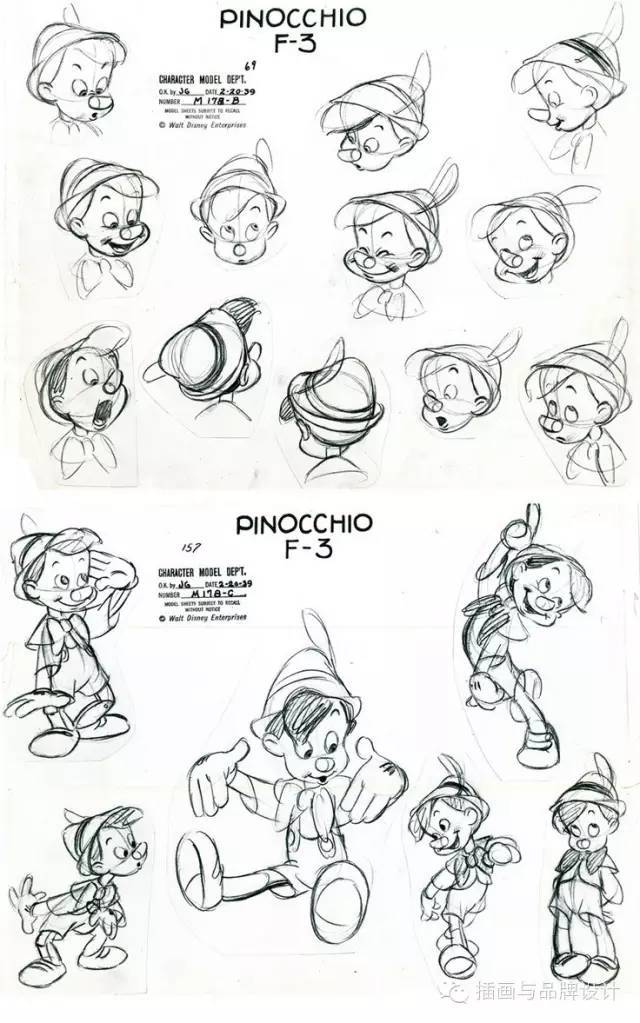 PINOCCHIO
F-3
69
CHARACTER MODEL DEPT.
O.K. by JG DATE 2-20-39
NUMBER M 17B-B
MODEL SHEETS SUBJECT TO RECALL
WITHOUT NOTICE
© Walt Disney Enterprises
PINOCCHIO
F-3
157
CHARACTER MODEL DEPT.
O.K. by JG DATE 2-20-39
NUMBER M 17B-C
MODEL SHEETS SUBJECT TO RECALL
WITHOUT NOTICE
© Walt Disney Enterprises
插画与品牌设计